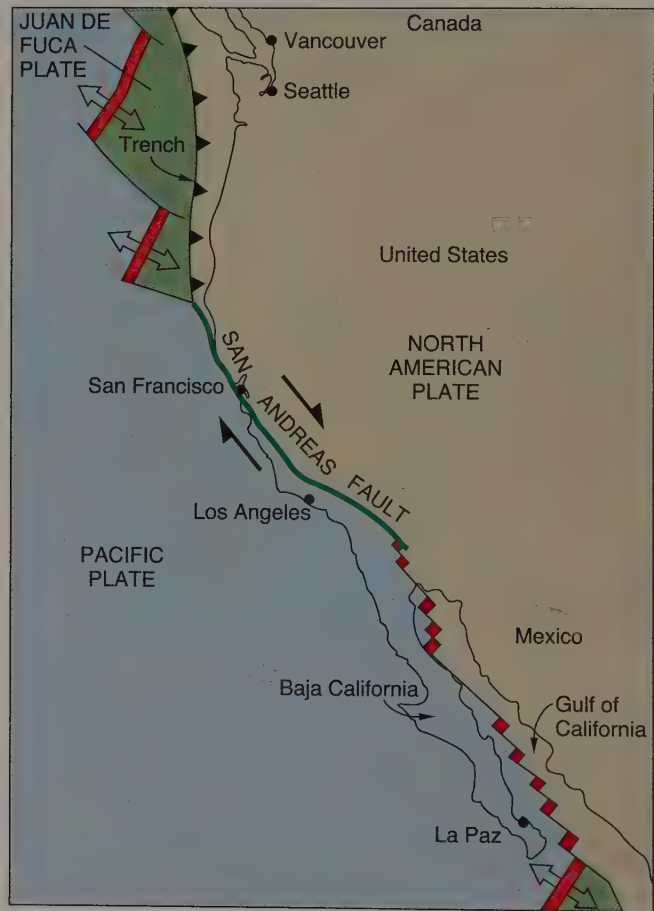 JUAN DE
FUCA
PLATE
Canada
Vancouver
Seattle
Trench
United States
NORTH
AMERICAN
PLATE
SAN ANDREAS FAULT
San Francisco
Los Angeles
PACIFIC
PLATE
Mexico
Baja California
Gulf of
California
La Paz